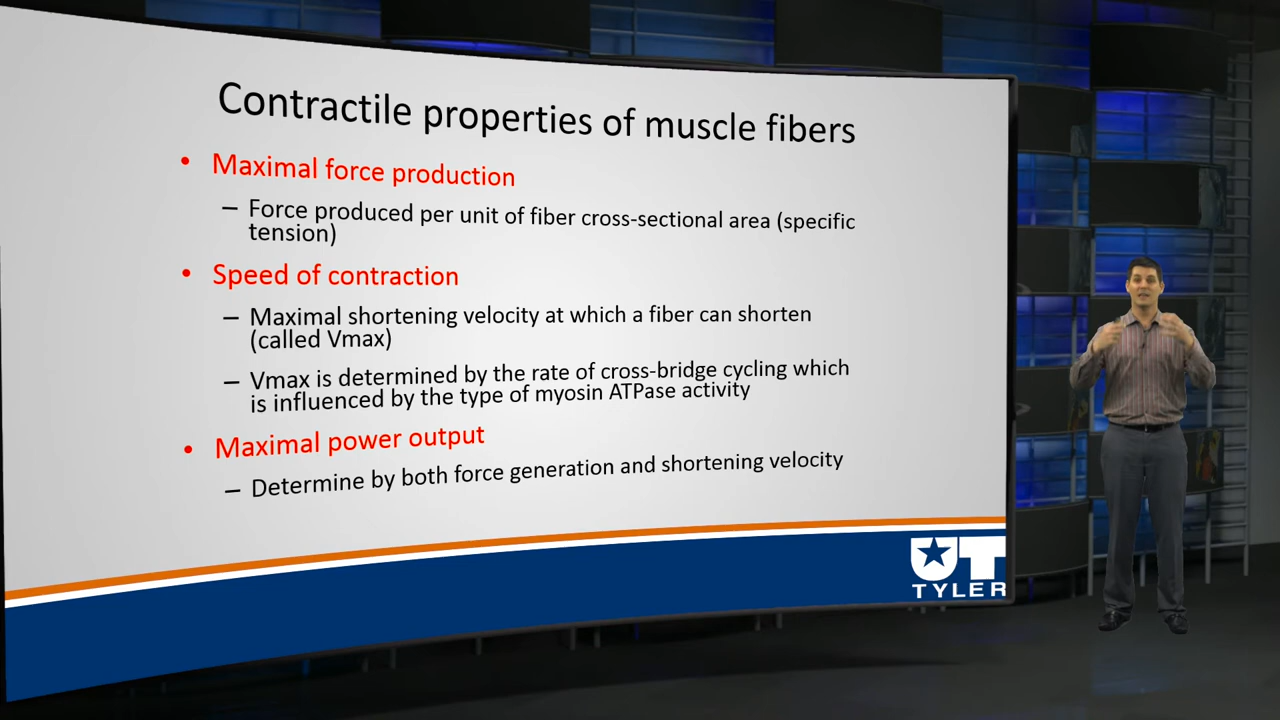 Contractile properties of muscle fibers
• Maximal force production
– Force produced per unit of fiber cross-sectional area (specific
tension)
• Speed of contraction
– Maximal shortening velocity at which a fiber can shorten
(called Vmax)
– Vmax is determined by the rate of cross-bridge cycling which
is influenced by the type of myosin ATPase activity
• Maximal power output
– Determine by both force generation and shortening velocity
UT
TYLER